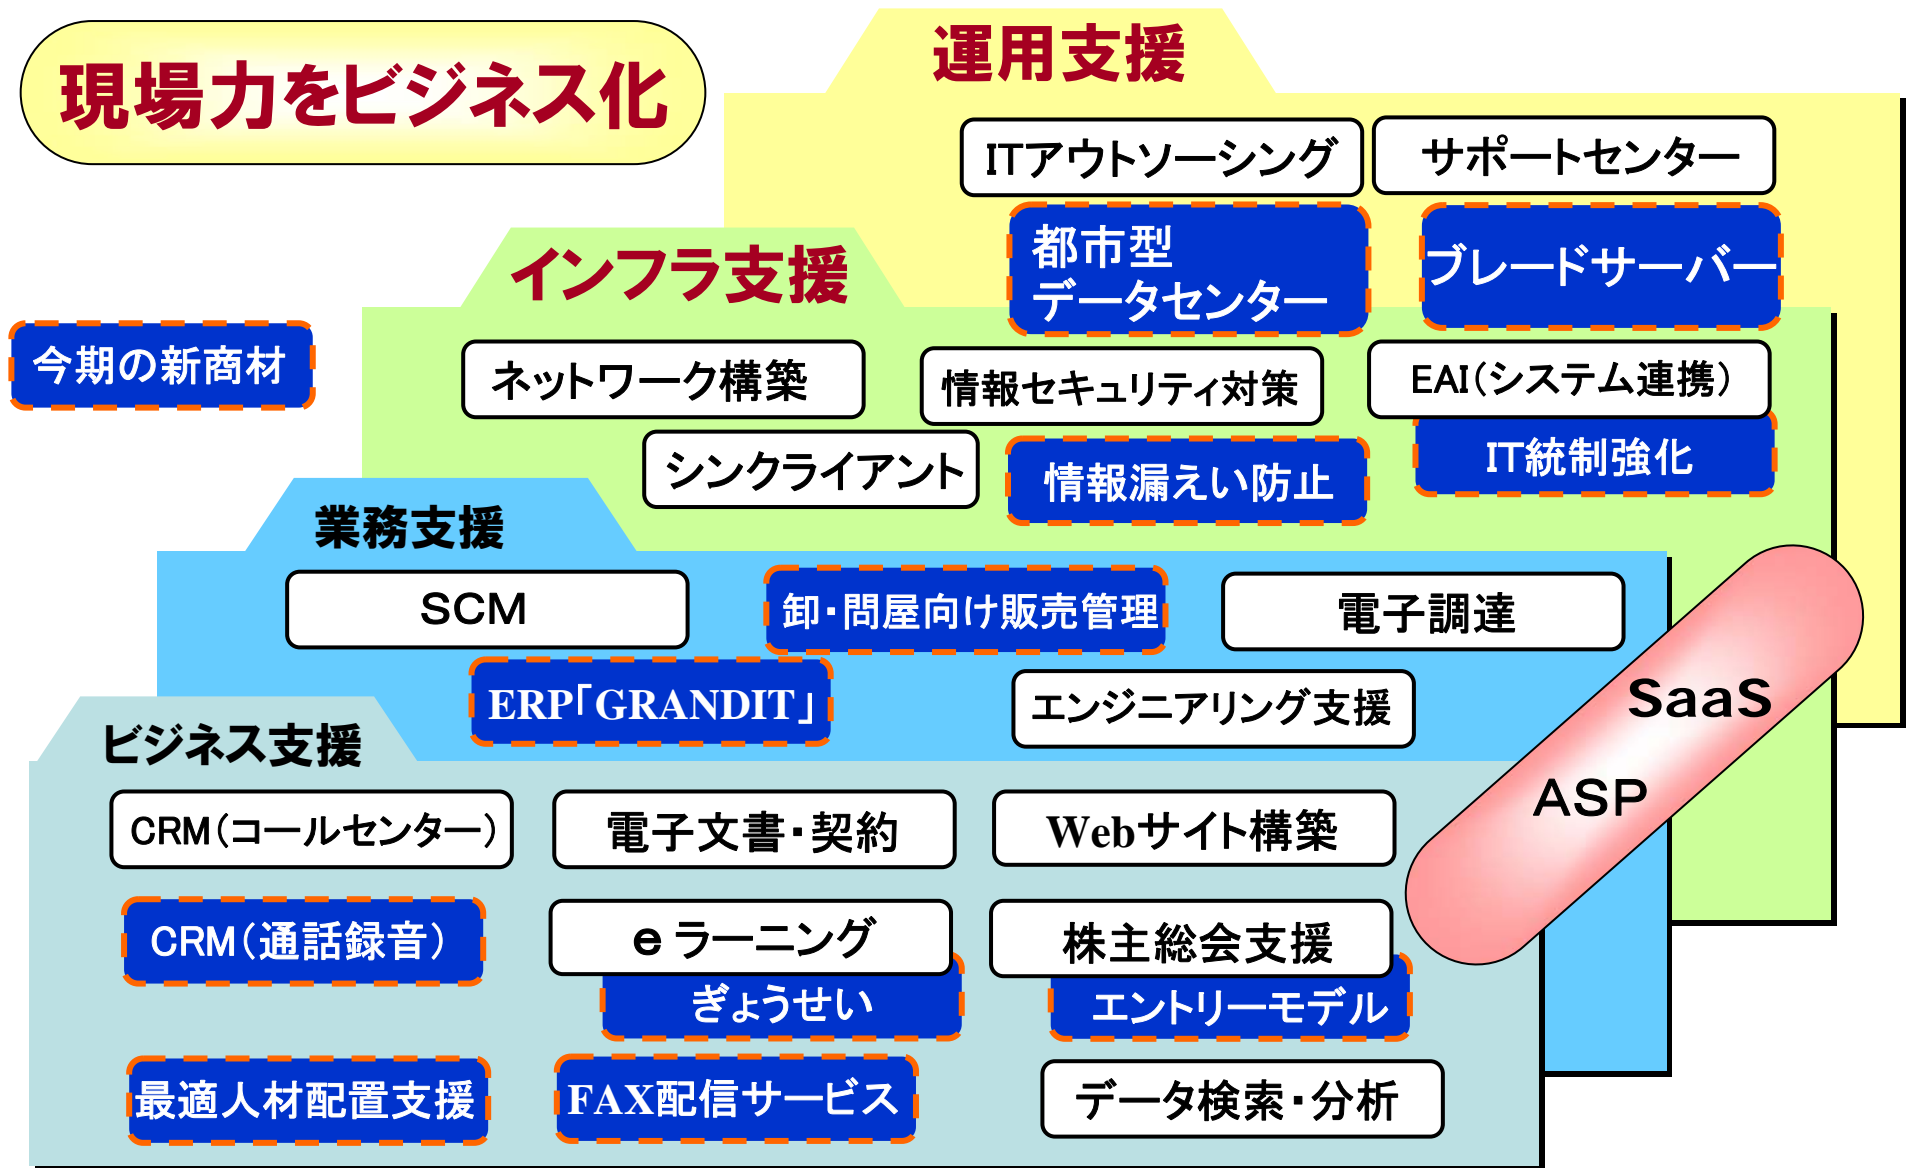 現場力をビジネス化
運用支援
ITアウトソーシング
サポートセンター
都市型
データセンター
ブレードサーバー
インフラ支援
今期の新商材
ネットワーク構築
情報セキュリティ対策
EAI(システム連携)
シンクライアント
情報漏えい防止
IT統制強化
業務支援
SCM
卸・問屋向け販売管理
電子調達
ERP「GRANDIT」
エンジニアリング支援
SaaS
ASP
ビジネス支援
CRM(コールセンター)
電子文書・契約
Webサイト構築
CRM(通話録音)
e ラーニング
株主総会支援
ぎょうせい
エントリーモデル
最適人材配置支援
FAX配信サービス
データ検索・分析